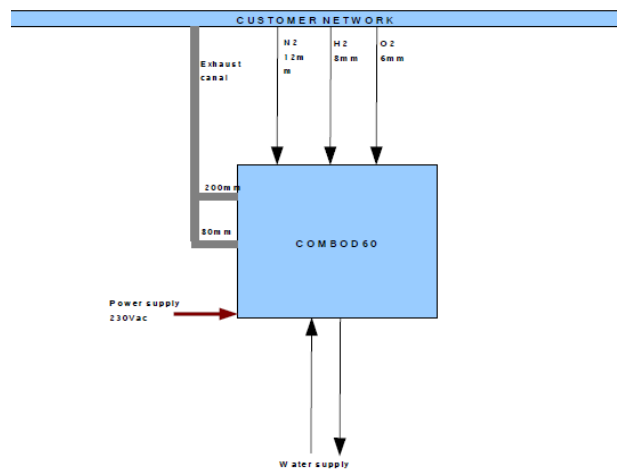 CUSTOMER NETWORK
N2
12m
m
H2
8mm
O2
6mm
Exhaust
canal
200mm
80mm
COMBOD60
Power supply
230Vac
Water supply